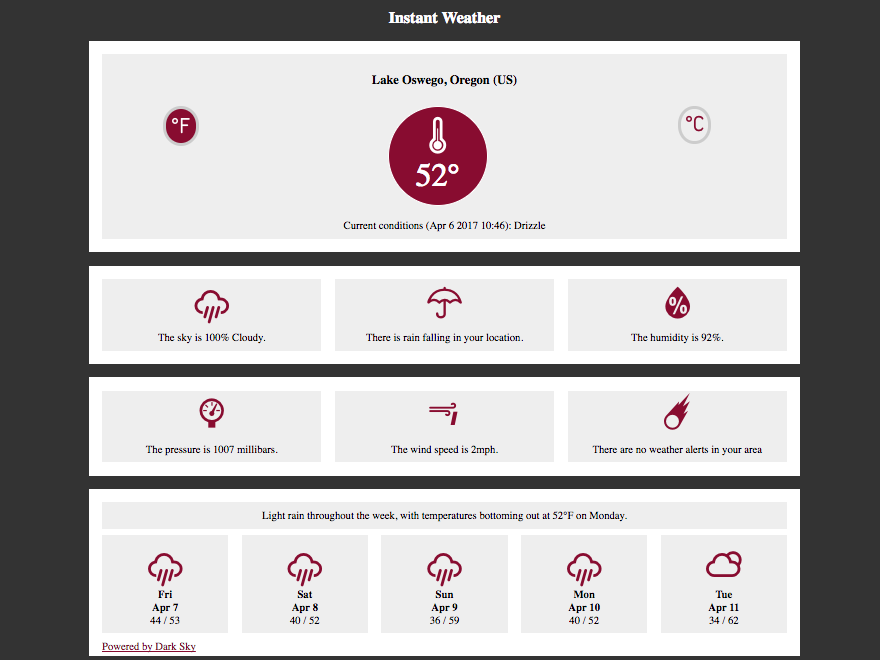 Instant Weather
Lake Oswego, Oregon (US)
°F
°C
52°
Current conditions (Apr 6 2017 10:46): Drizzle
%
The sky is 100% Cloudy.
There is rain falling in your location.
The humidity is 92%.
The pressure is 1007 millibars.
The wind speed is 2mph.
There are no weather alerts in your area
Light rain throughout the week, with temperatures bottoming out at 52°F on Monday.
Fri
Apr 7
44 / 53
Sat
Apr 8
40 / 52
Sun
Apr 9
36 / 59
Mon
Apr 10
40 / 52
Tue
Apr 11
34 / 62
Powered by Dark Sky